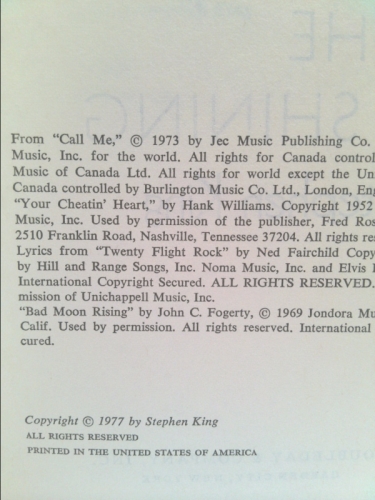 From "Call Me," © 1973 by Jec Music Publishing Co.
Music, Inc. for the world. All rights for Canada control
Music of Canada Ltd. All rights for world except the Un
Canada controlled by Burlington Music Co. Ltd., London, En
"Your Cheatin' Heart," by Hank Williams. Copyright 1952
Music, Inc. Used by permission of the publisher, Fred Ros
2510 Franklin Road, Nashville, Tennessee 37204. All rights res
Lyrics from "Twenty Flight Rock" by Ned Fairchild Copy
by Hill and Range Songs, Inc. Noma Music, Inc. and Elvis
International Copyright Secured. ALL RIGHTS RESERVED.
mission of Unichappell Music, Inc.
"Bad Moon Rising" by John C. Fogerty, © 1969 Jondora Mu
Calif. Used by permission. All rights reserved. International
cured.
Copyright © 1977 by Stephen King
ALL RIGHTS RESERVED
PRINTED IN THE UNITED STATES OF AMERICA